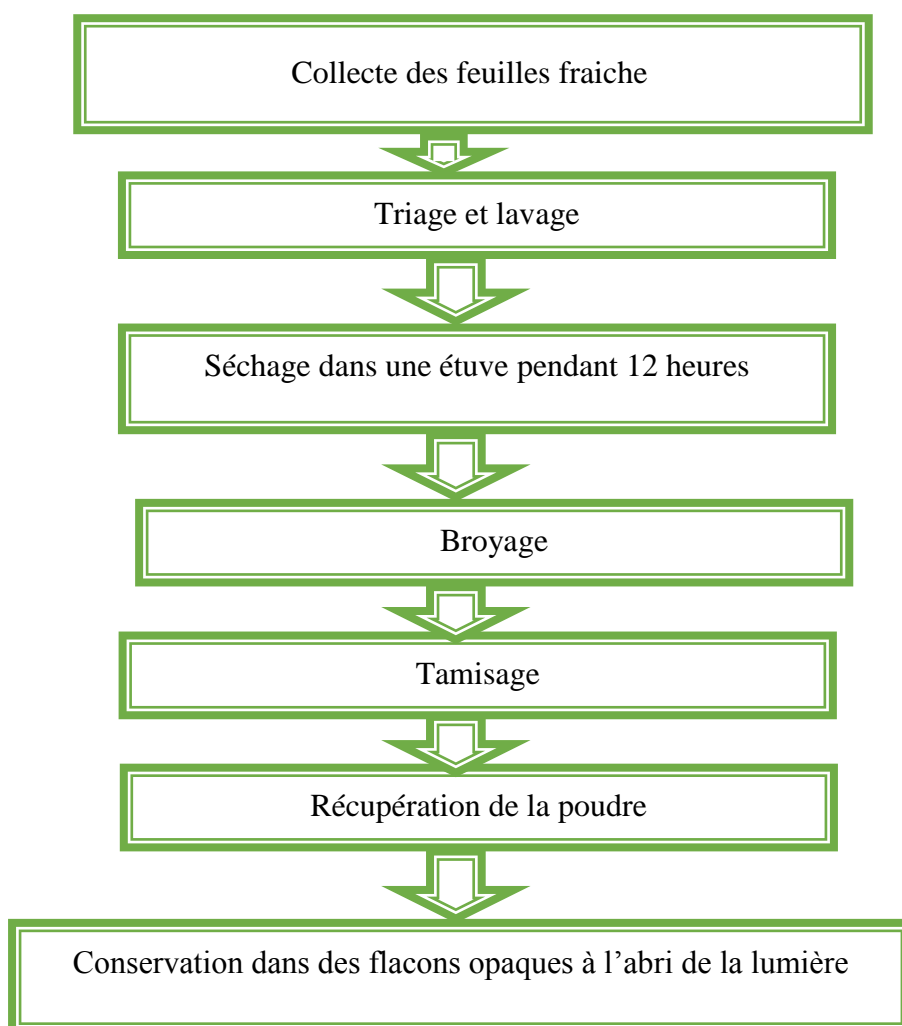 Collecte des feuilles fraiche
Triage et lavage
Séchage dans une étuve pendant 12 heures
Broyage
Tamisage
Récupération de la poudre
Conservation dans des flacons opaques à l’abri de la lumière